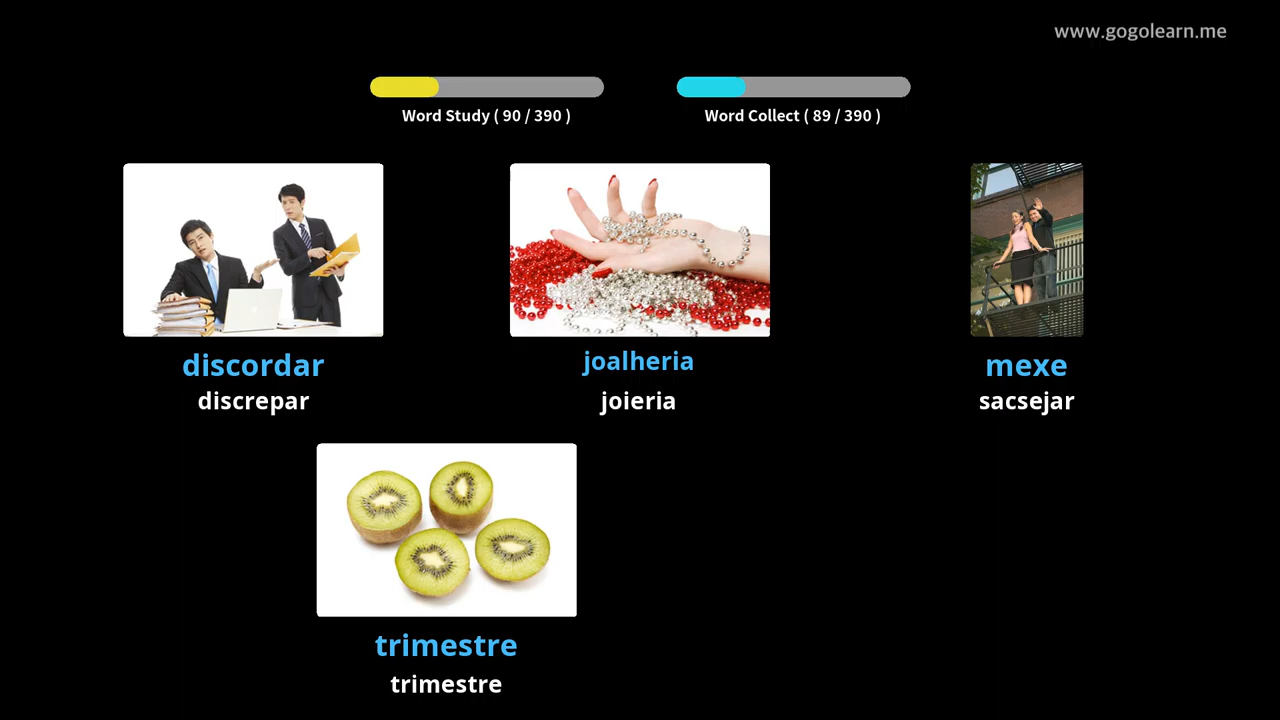 www.gogolearn.me
Word Study ( 90 / 390 )
Word Collect ( 89 / 390 )
discordar
discrepar
joalheria
joieria
mexe
sacsejar
trimestre
trimestre